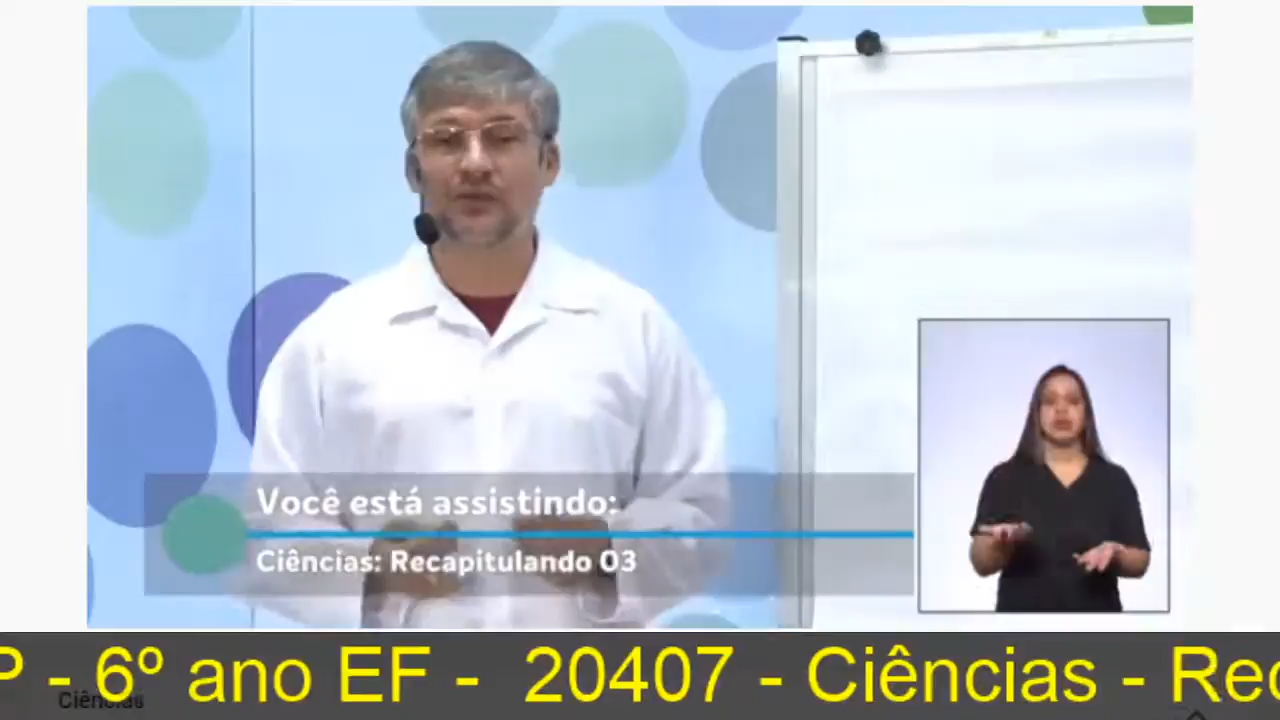 Você está assistindo:
Ciências: Recapitulando 03
P - 6º ano EF - 20407 - Ciências - Rec
Ciências